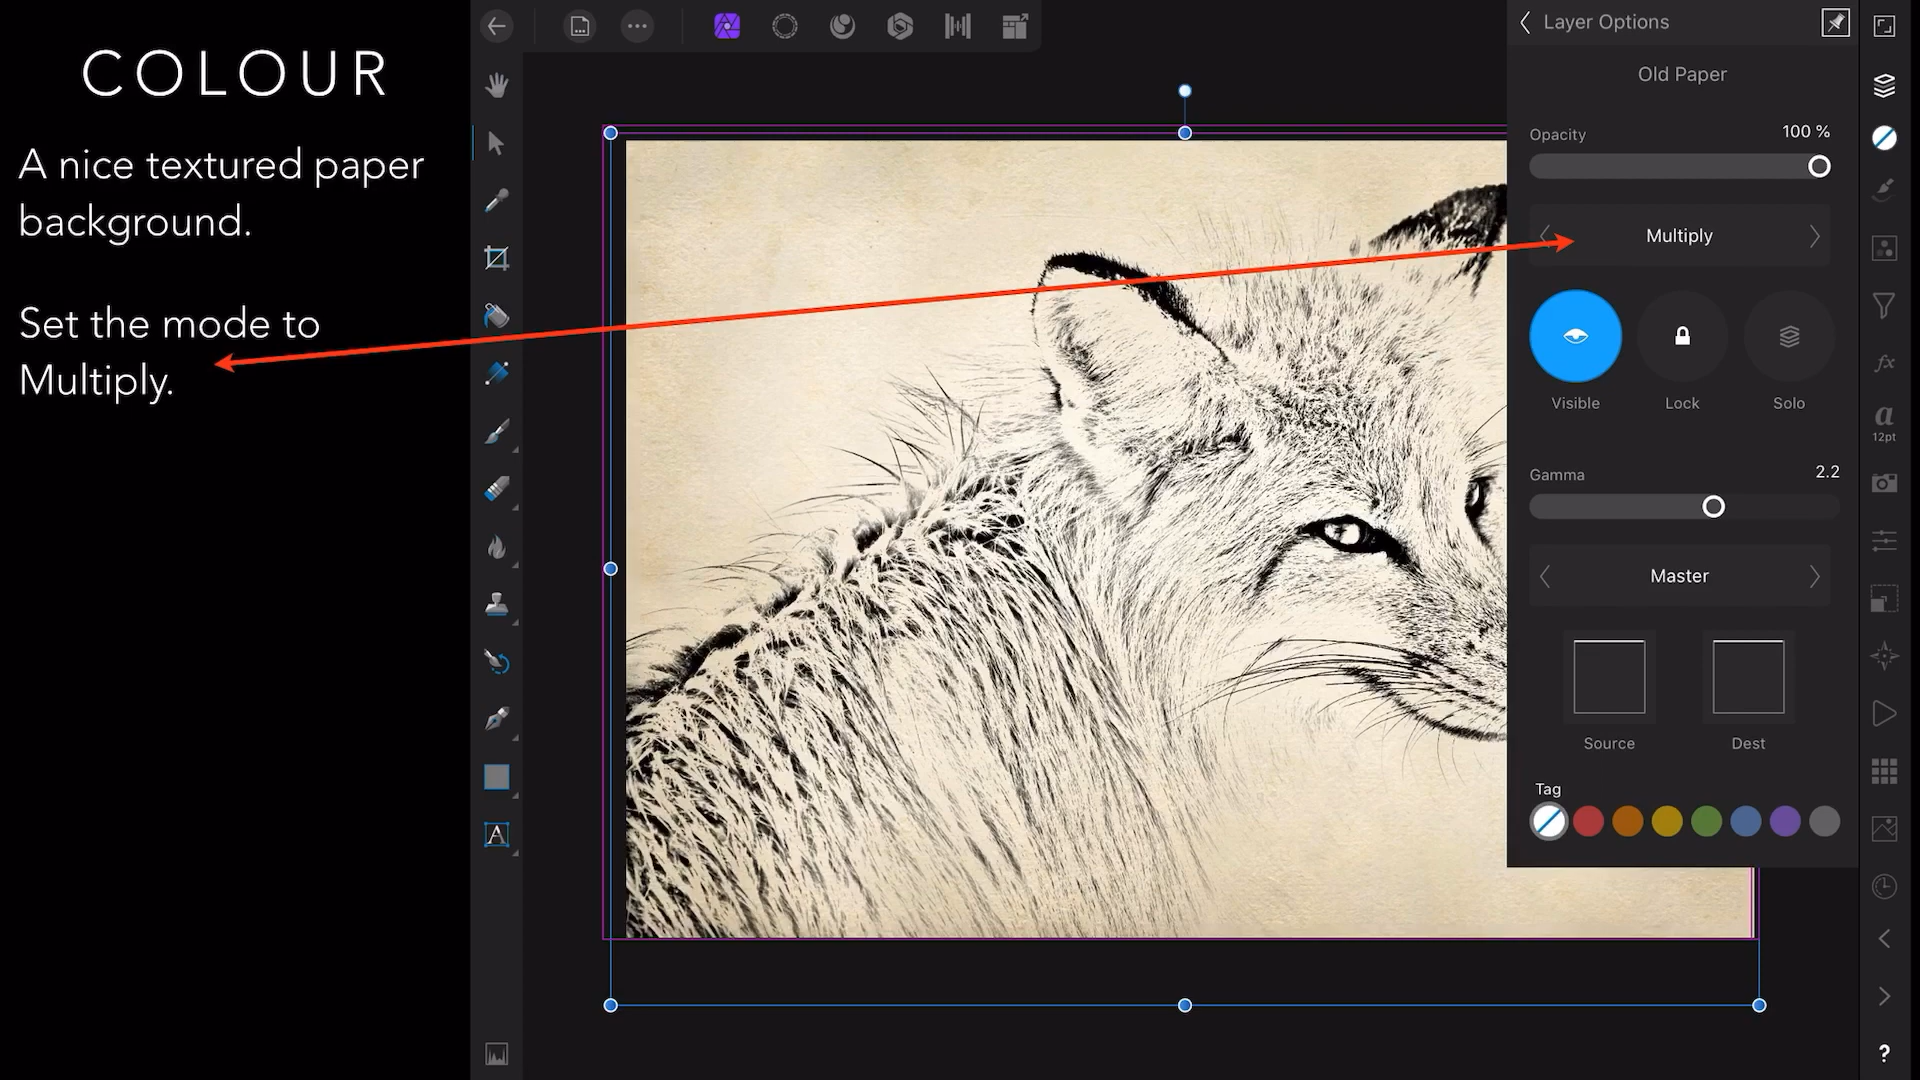 COLOUR
A nice textured paper
background.
Set the mode to
Multiply.
Layer Options
Old Paper
Opacity 100 %
Multiply
Visible Lock Solo
Gamma 2.2
Master
Source Dest
Tag
fx
a
12pt
A
?